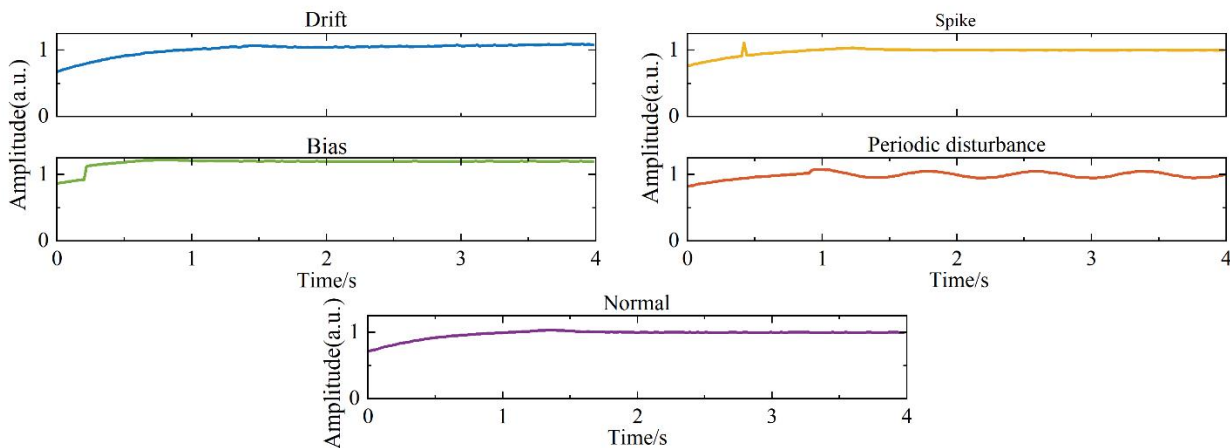 Drift
1
0
Amplitude(a.u.)
Bias
1
0
0 1 2 3 4
Time/s
Spike
1
0
Amplitude(a.u.)
Periodic disturbance
1
0
0 1 2 3 4
Time/s
Normal
1
0
Amplitude(a.u.)
0 1 2 3 4
Time/s